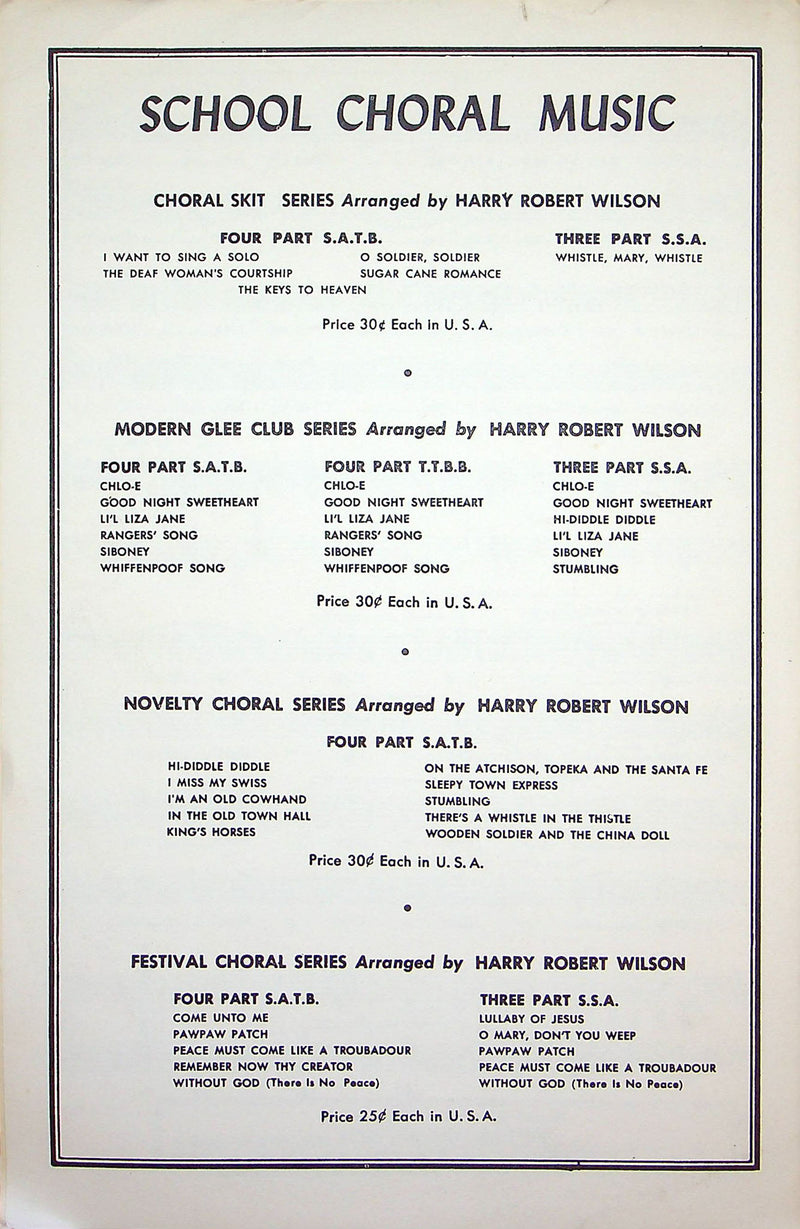 SCHOOL CHORAL MUSIC
CHORAL SKIT SERIES Arranged by HARRY ROBERT WILSON
FOUR PART S.A.T.B.
I WANT TO SING A SOLO
THE DEAF WOMAN'S COURTSHIP
O SOLDIER, SOLDIER
SUGAR CANE ROMANCE
THE KEYS TO HEAVEN
THREE PART S.S.A.
WHISTLE, MARY, WHISTLE
Price 30¢ Each in U. S. A.
MODERN GLEE CLUB SERIES Arranged by HARRY ROBERT WILSON
FOUR PART S.A.T.B.
CHLO-E
GOOD NIGHT SWEETHEART
LI'L LIZA JANE
RANGERS' SONG
SIBONEY
WHIFFENPOOF SONG
FOUR PART T.T.B.B.
CHLO-E
GOOD NIGHT SWEETHEART
LI'L LIZA JANE
RANGERS' SONG
SIBONEY
WHIFFENPOOF SONG
THREE PART S.S.A.
CHLO-E
GOOD NIGHT SWEETHEART
HI-DIDDLE DIDDLE
LI'L LIZA JANE
SIBONEY
STUMBLING
Price 30¢ Each in U. S. A.
NOVELTY CHORAL SERIES Arranged by HARRY ROBERT WILSON
FOUR PART S.A.T.B.
HI-DIDDLE DIDDLE
I MISS MY SWISS
I'M AN OLD COWHAND
IN THE OLD TOWN HALL
KING'S HORSES
ON THE ATCHISON, TOPEKA AND THE SANTA FE
SLEEPY TOWN EXPRESS
STUMBLING
THERE'S A WHISTLE IN THE THISTLE
WOODEN SOLDIER AND THE CHINA DOLL
Price 30¢ Each in U. S. A.
FESTIVAL CHORAL SERIES Arranged by HARRY ROBERT WILSON
FOUR PART S.A.T.B.
COME UNTO ME
PAWPAW PATCH
PEACE MUST COME LIKE A TROUBADOUR
REMEMBER NOW THY CREATOR
WITHOUT GOD (There Is No Peace)
THREE PART S.S.A.
LULLABY OF JESUS
O MARY, DON'T YOU WEEP
PAWPAW PATCH
PEACE MUST COME LIKE A TROUBADOUR
WITHOUT GOD (There Is No Peace)
Price 25¢ Each in U. S. A.